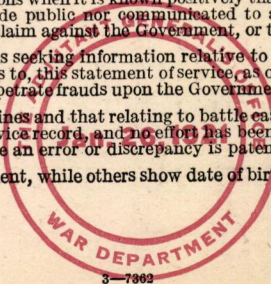 ons when it is known positively tha
de public nor communicated to a
laim against the Government, or t
s seeking information relative to
s to, this statement of service, as
petrate frauds upon the Governme
ines and that relating to battle cas
vice record, and no effort has been
e an error or discrepancy is paten
ent, while others show date of bir
WAR DEPARTMENT
3—7362